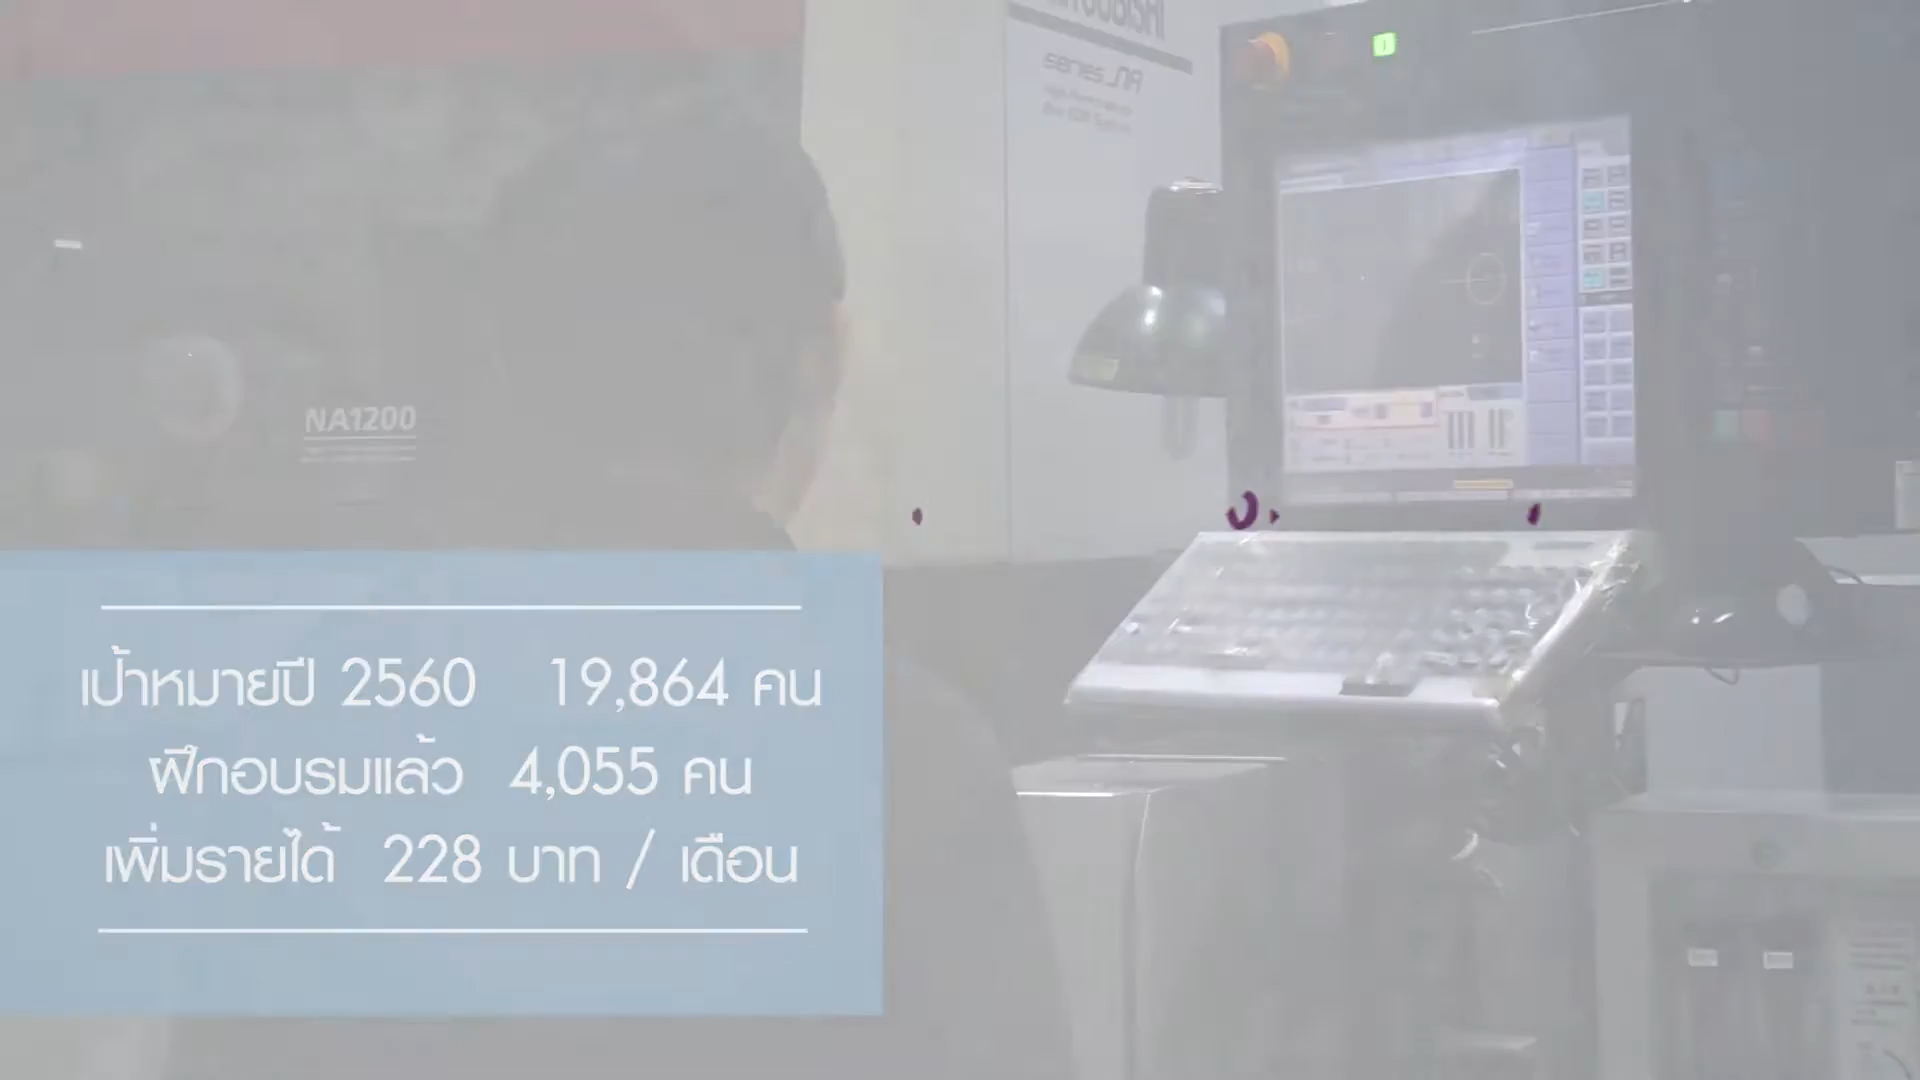 series_NA
NA1200
เป้าหมายปี 2560 19,864 คน
ฝึกอบรมแล้ว 4,055 คน
เพิ่มรายได้ 228 บาท / เดือน